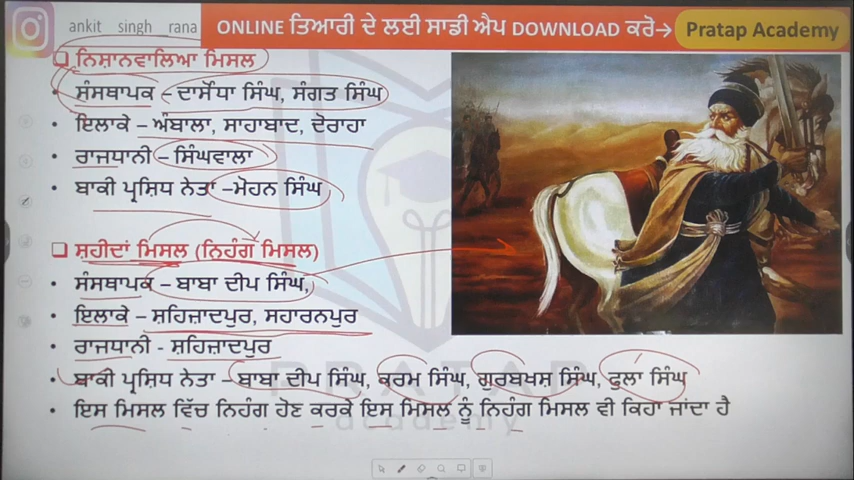 ankit singh rana
ONLINE ਤਿਆਰੀ ਦੇ ਲਈ ਸਾਡੀ ਐਪ DOWNLOAD ਕਰੋ→ Pratap Academy
ਨਿਸ਼ਾਨਵਾਲਿਆ ਮਿਸਲ
• ਸੰਸਥਾਪਕ – ਦਾਸੌਂਧਾ ਸਿੰਘ, ਸੰਗਤ ਸਿੰਘ
• ਇਲਾਕੇ – ਅੰਬਾਲਾ, ਸਾਹਾਬਾਦ, ਦੋਰਾਹਾ
• ਰਾਜਧਾਨੀ – ਸਿੰਘਵਾਲਾ
• ਬਾਕੀ ਪ੍ਰਸ਼ਿਧ ਨੇਤਾ –ਮੋਹਨ ਸਿੰਘ
ਸ਼ਹੀਦਾਂ ਮਿਸਲ (ਨਿਹੰਗ ਮਿਸਲ)
• ਸੰਸਥਾਪਕ – ਬਾਬਾ ਦੀਪ ਸਿੰਘ,
• ਇਲਾਕੇ – ਸ਼ਹਿਜ਼ਾਦਪੁਰ, ਸਹਾਰਨਪੁਰ
• ਰਾਜਧਾਨੀ - ਸ਼ਹਿਜ਼ਾਦਪੁਰ
• ਬਾਕੀ ਪ੍ਰਸ਼ਿਧ ਨੇਤਾ – ਬਾਬਾ ਦੀਪ ਸਿੰਘ, ਕਰਮ ਸਿੰਘ, ਗੁਰਬਖਸ਼ ਸਿੰਘ, ਫੁਲਾ ਸਿੰਘ
• ਇਸ ਮਿਸਲ ਵਿੱਚ ਨਿਹੰਗ ਹੋਣ ਕਰਕੇ ਇਸ ਮਿਸਲ ਨੂੰ ਨਿਹੰਗ ਮਿਸਲ ਵੀ ਕਿਹਾ ਜਾਂਦਾ ਹੈ
PRATAP
academy